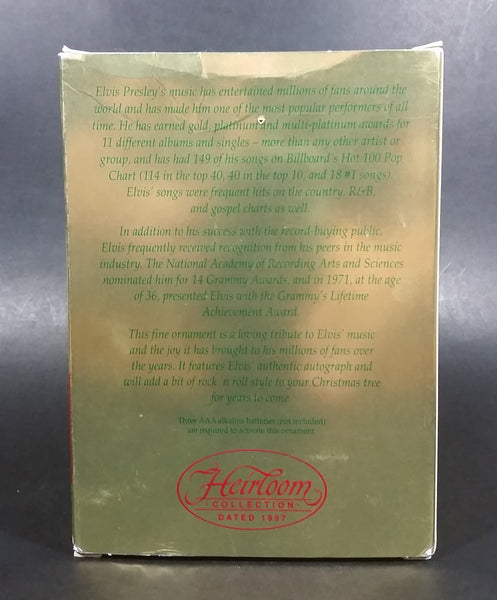 Elvis Presley's music has entertained millions of fans around the
world and has made him one of the most popular performers of all
time. He has earned gold, platinum and multi-platinum awards for
11 different albums and singles – more than any other artist or
group, and has had 149 of his songs on Billboard's Hot 100 Pop
Chart (114 in the top 40, 40 in the top 10, and 18 #1 songs).
Elvis' songs were frequent hits on the country, R&B,
and gospel charts as well.
In addition to his success with the record-buying public,
Elvis frequently received recognition from his peers in the music
industry. The National Academy of Recording Arts and Sciences
nominated him for 14 Grammy Awards, and in 1971, at the age
of 36, presented Elvis with the Grammy's Lifetime
Achievement Award.
This fine ornament is a loving tribute to Elvis' music
and the joy it has brought to his millions of fans over
the years. It features Elvis' authentic autograph and
will add a bit of rock 'n roll style to your Christmas tree
for years to come.
Three AAA alkaline batteries (not included)
are required to activate this ornament.
Heirloom
·COLLECTION·
DATED 1997